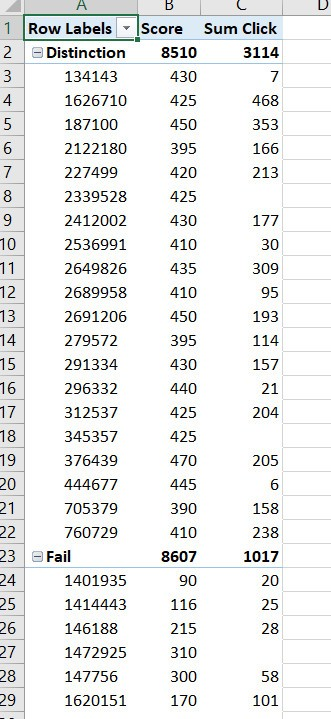 A B C D
1 Row Labels Score Sum Click
2 Distinction 8510 3114
3 134143 430 7
4 1626710 425 468
5 187100 450 353
6 2122180 395 166
7 227499 420 213
8 2339528 425
9 2412002 430 177
10 2536991 410 30
11 2649826 435 309
12 2689958 410 95
13 2691206 450 193
14 279572 395 114
15 291334 430 157
16 296332 440 21
17 312537 425 204
18 345357 425
19 376439 470 205
20 444677 445 6
21 705379 390 158
22 760729 410 238
23 Fail 8607 1017
24 1401935 90 20
25 1414443 116 25
26 146188 215 28
27 1472925 310
28 147756 300 58
29 1620151 170 101